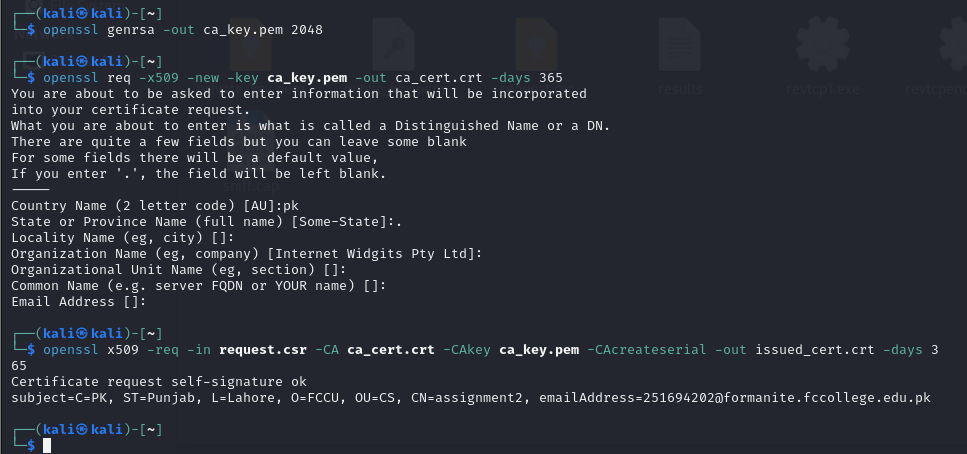 ┌──(kali㉿kali)-[~]
└─$ openssl genrsa -out ca_key.pem 2048
┌──(kali㉿kali)-[~]
└─$ openssl req -x509 -new -key ca_key.pem -out ca_cert.crt -days 365
You are about to be asked to enter information that will be incorporated
into your certificate request.
What you are about to enter is what is called a Distinguished Name or a DN.
There are quite a few fields but you can leave some blank
For some fields there will be a default value,
If you enter '.', the field will be left blank.
-----
Country Name (2 letter code) [AU]:pk
State or Province Name (full name) [Some-State]:.
Locality Name (eg, city) []:
Organization Name (eg, company) [Internet Widgits Pty Ltd]:
Organizational Unit Name (eg, section) []:
Common Name (e.g. server FQDN or YOUR name) []:
Email Address []:
┌──(kali㉿kali)-[~]
└─$ openssl x509 -req -in request.csr -CA ca_cert.crt -CAkey ca_key.pem -CAcreateserial -out issued_cert.crt -days 3
65
Certificate request self-signature ok
subject=C=PK, ST=Punjab, L=Lahore, O=FCCU, OU=CS, CN=assignment2, emailAddress=251694202@formanite.fccollege.edu.pk
┌──(kali㉿kali)-[~]
└─$
results
revtcp1.exe